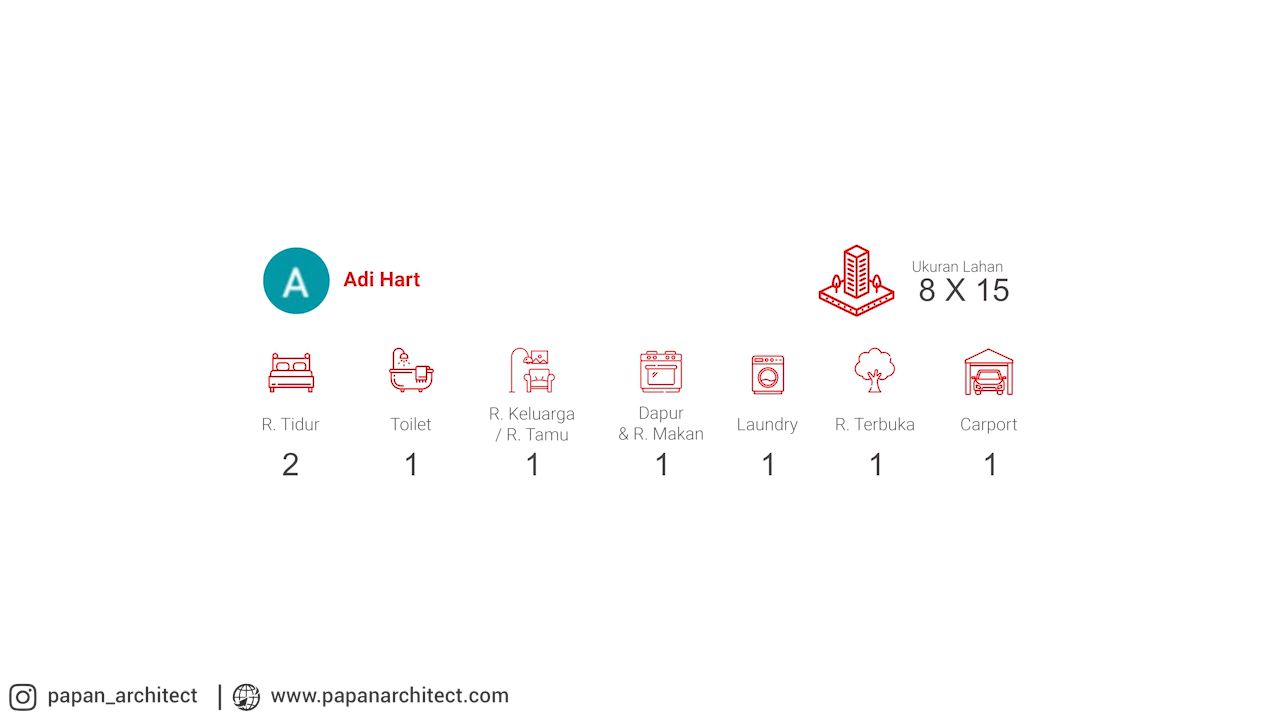 A
Adi Hart
Ukuran Lahan
8 X 15
R. Tidur
2
Toilet
1
R. Keluarga
/ R. Tamu
1
Dapur
& R. Makan
1
Laundry
1
R. Terbuka
1
Carport
1
papan_architect | www.papanarchitect.com